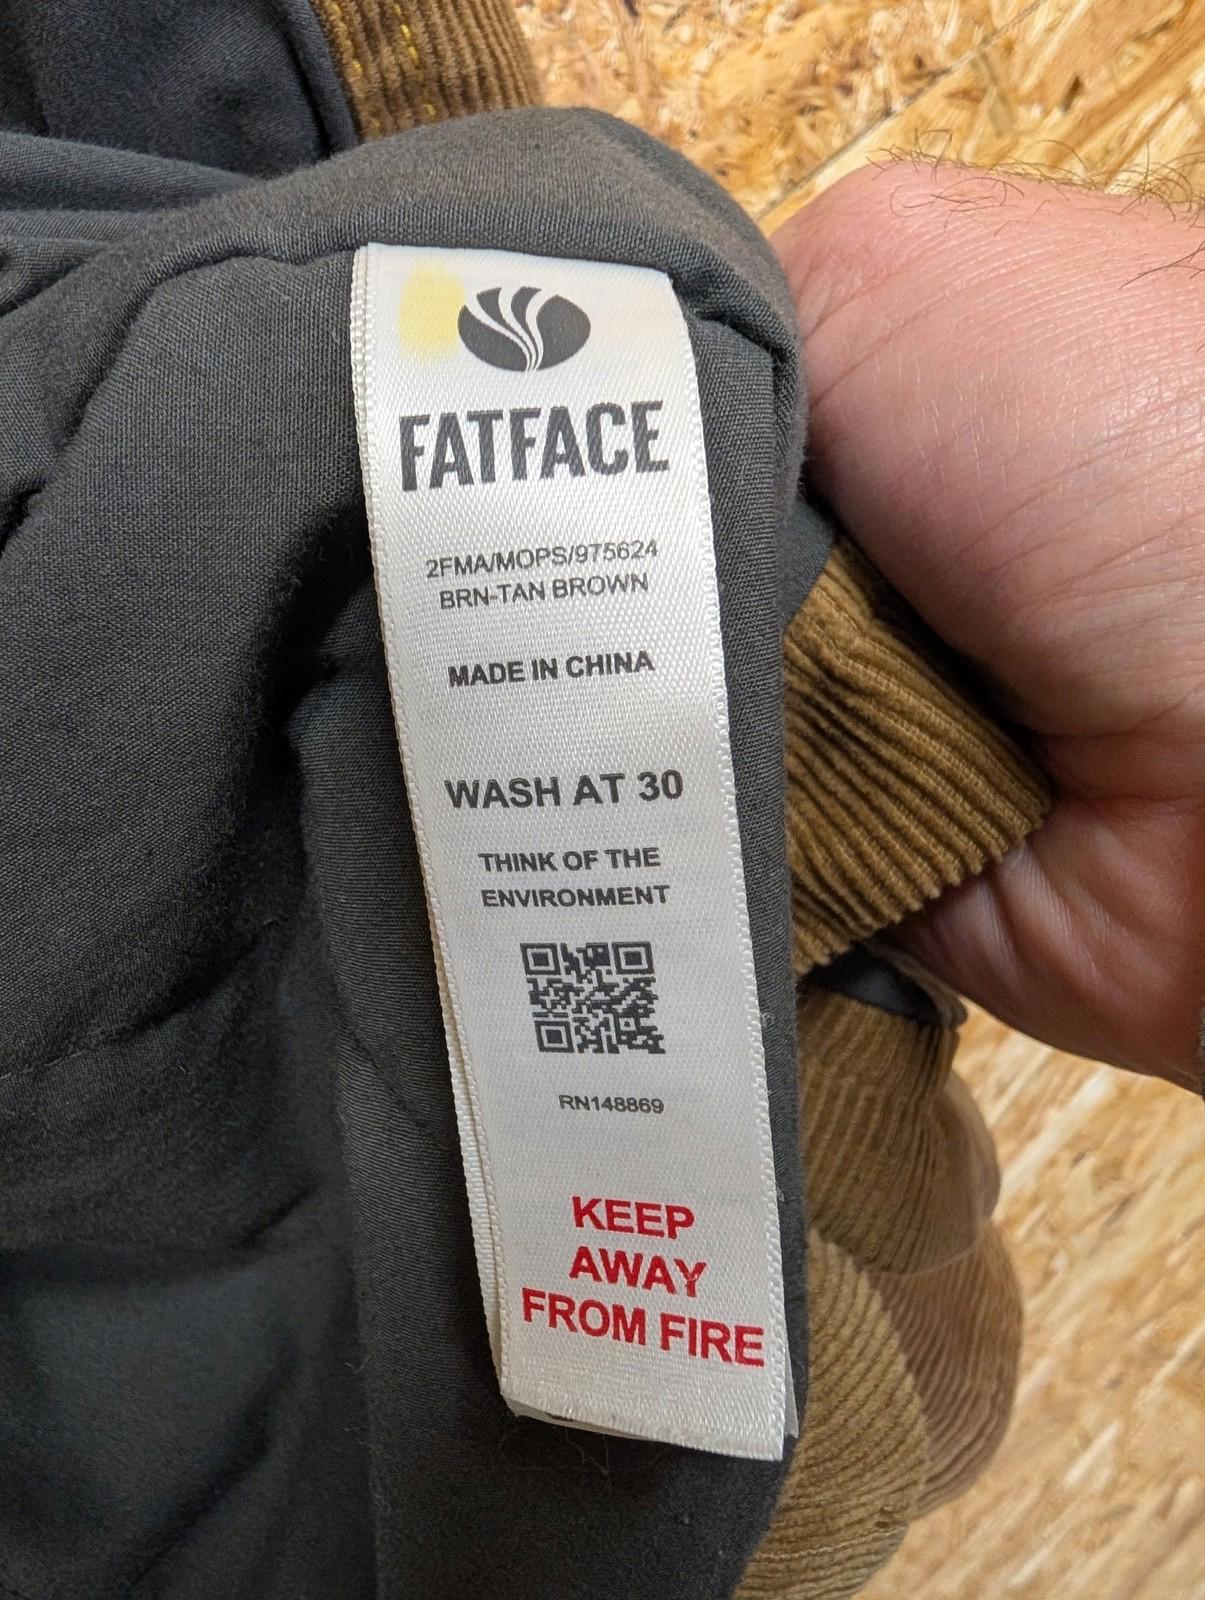 FATFACE
2FMA/MOPS/975624
BRN-TAN BROWN
MADE IN CHINA
WASH AT 30
THINK OF THE
ENVIRONMENT
RN148869
KEEP
AWAY
FROM FIRE